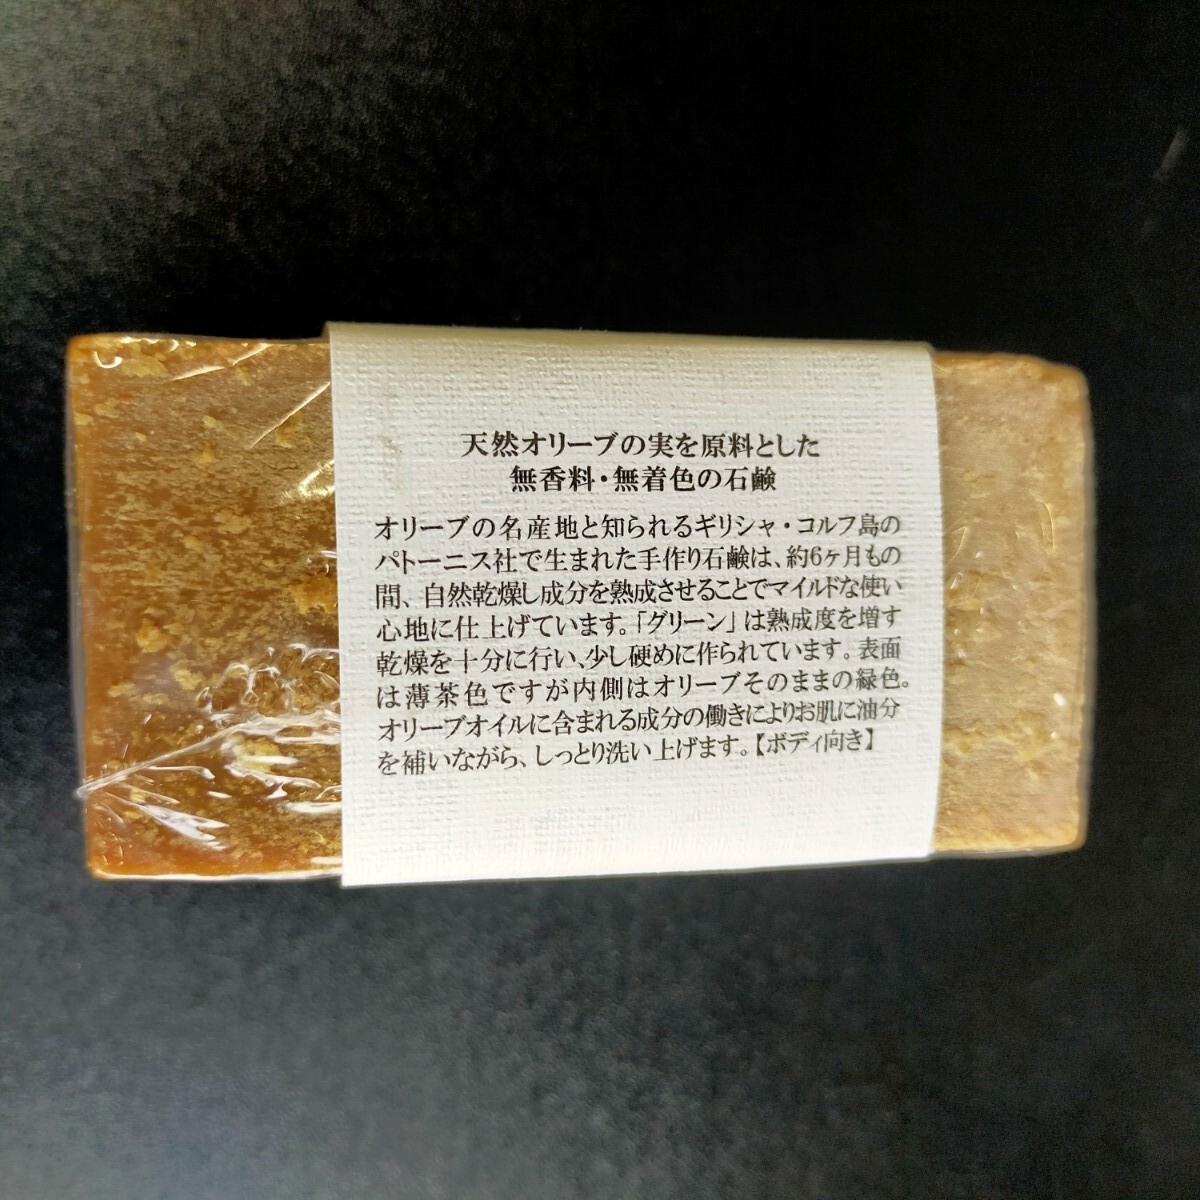 天然オリーブの実を原料とした
無香料・無着色の石鹸
オリーブの名産地と知られるギリシャ・コルフ島の
パトーニス社で生まれた手作り石鹸は、約6ヶ月もの
間、自然乾燥し成分を熟成させることでマイルドな使い
心地に仕上げています。「グリーン」は熟成度を増す
乾燥を十分に行い、少し硬めに作られています。表面
は薄茶色ですが内側はオリーブそのままの緑色。
オリーブオイルに含まれる成分の働きによりお肌に油分
を補いながら、しっとり洗い上げます。【ボディ向き】